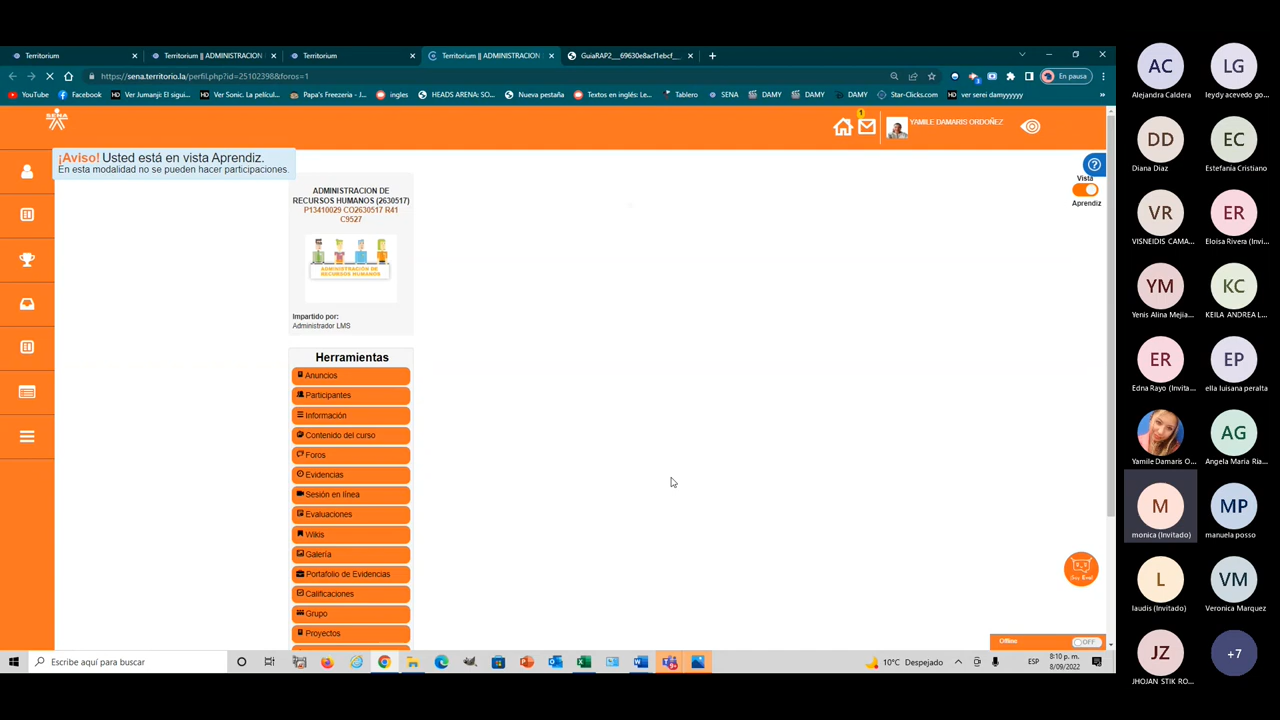 Territorium
Territorium || ADMINISTRACION
Territorium
Territorium || ADMINISTRACION
GuiaRAP2__69630e8acf1ebcf_
https://sena.territorio.la/perfil.php?id=25102398&foros=1
En pausa
YouTube
Facebook
Ver Jumanji: El sigui...
Ver Sonic. La pelícu...
Papa's Freezeria - J...
ingles
HEADS ARENA: SO...
Nueva pestaña
Textos en inglés: Le...
Tablero
SENA
DAMY
DAMY
DAMY
Star-Clicks.com
ver serei damyyyyyy
SENA
1
YAMILE DAMARIS ORDOÑEZ
¡Aviso! Usted está en vista Aprendiz.
En esta modalidad no se pueden hacer participaciones.
Vista
Aprendiz
ADMINISTRACION DE
RECURSOS HUMANOS (2630517)
P13410029 CO2630517 R41
C9527
ADMINISTRACIÓN DE
RECURSOS HUMANOS
Impartido por:
Administrador LMS
Herramientas
Anuncios
Participantes
Información
Contenido del curso
Foros
Evidencias
Sesión en línea
Evaluaciones
Wikis
Galería
Portafolio de Evidencias
Calificaciones
Grupo
Proyectos
Offline
OFF
Escribe aquí para buscar
10°C Despejado
ESP
8:10 p. m.
8/09/2022
AC
Alejandra Caldera
LG
leydy acevedo go...
DD
Diana Diaz
EC
Estefanía Cristiano
VR
VISNEIDIS CAMA...
ER
Eloisa Rivera (Invi...
YM
Yenis Alina Mejia...
KC
KEILA ANDREA L...
ER
Edna Rayo (Invita...
EP
ella luisana peralta
Yamile Damaris O...
AG
Angela Maria Ria...
M
monica (Invitado)
MP
manuela posso
L
laudis (Invitado)
VM
Veronica Marquez
JZ
JHOJAN STIK RO...
+7